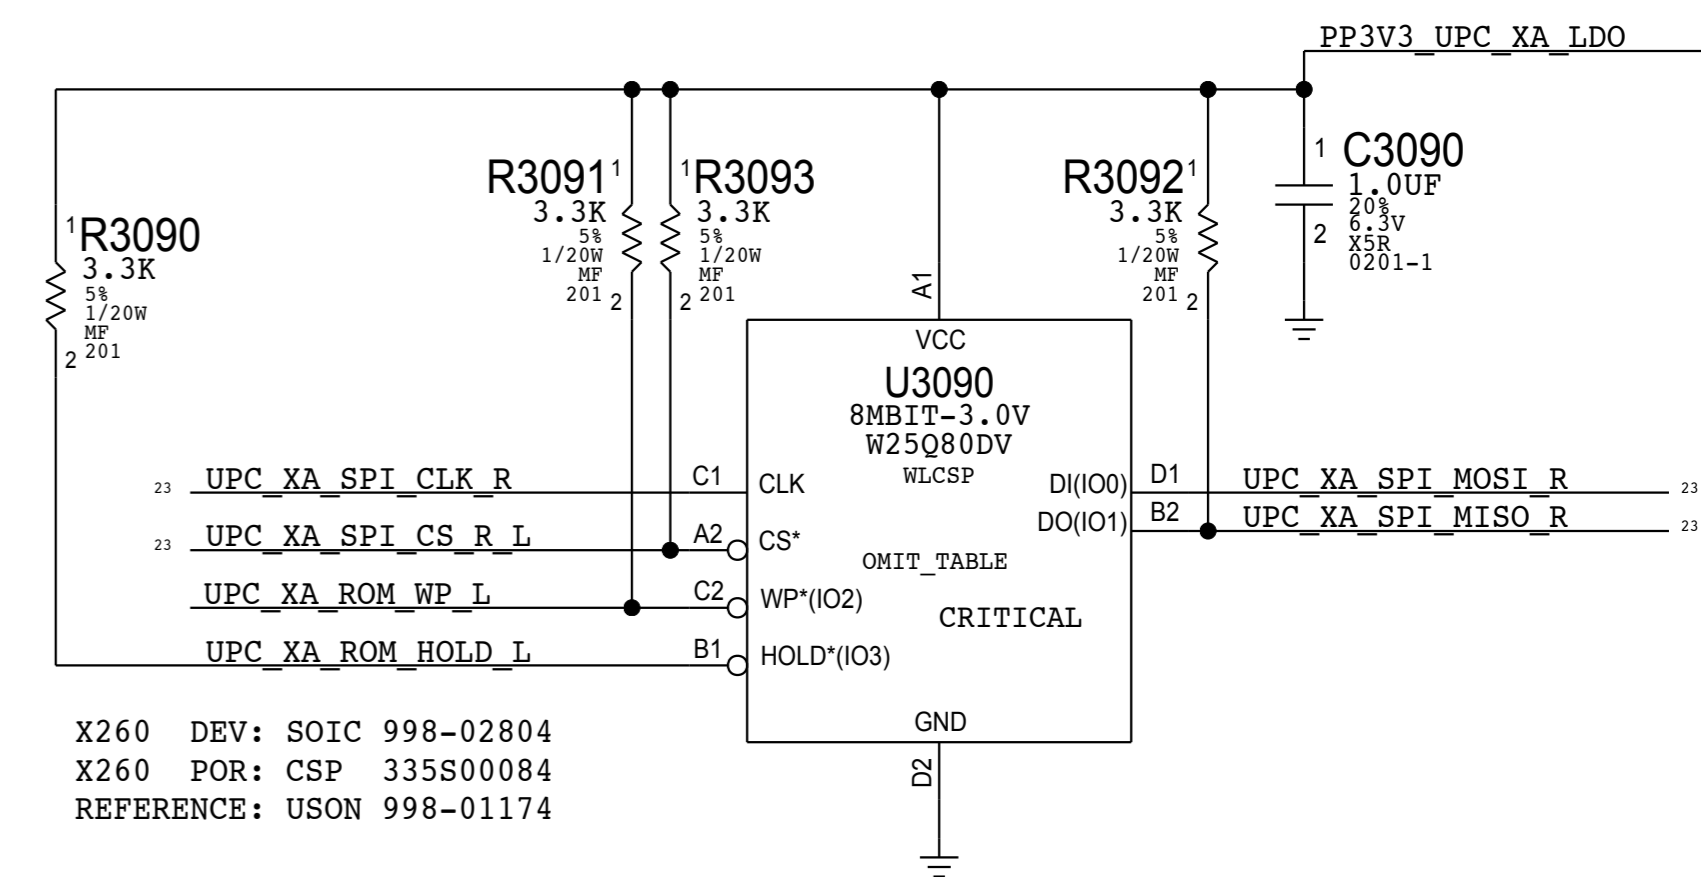 PP3V3_UPC_XA_LDO
R3090
1
3.3K
5%
1/20W
MF
201
2
R3091
1
3.3K
5%
1/20W
MF
201
2
1
R3093
3.3K
5%
1/20W
MF
201
2
R3092
1
3.3K
5%
1/20W
MF
201
2
1
C3090
1.0UF
20%
6.3V
X5R
0201-1
2
A1
VCC
U3090
8MBIT-3.0V
W25Q80DV
WLCSP
OMIT_TABLE
CRITICAL
23 UPC_XA_SPI_CLK_R C1 CLK
23 UPC_XA_SPI_CS_R_L A2 CS*
UPC_XA_ROM_WP_L C2 WP*(IO2)
UPC_XA_ROM_HOLD_L B1 HOLD*(IO3)
DI(IO0) D1 UPC_XA_SPI_MOSI_R 23
DO(IO1) B2 UPC_XA_SPI_MISO_R 23
GND
D2
X260 DEV: SOIC 998-02804
X260 POR: CSP 335S00084
REFERENCE: USON 998-01174